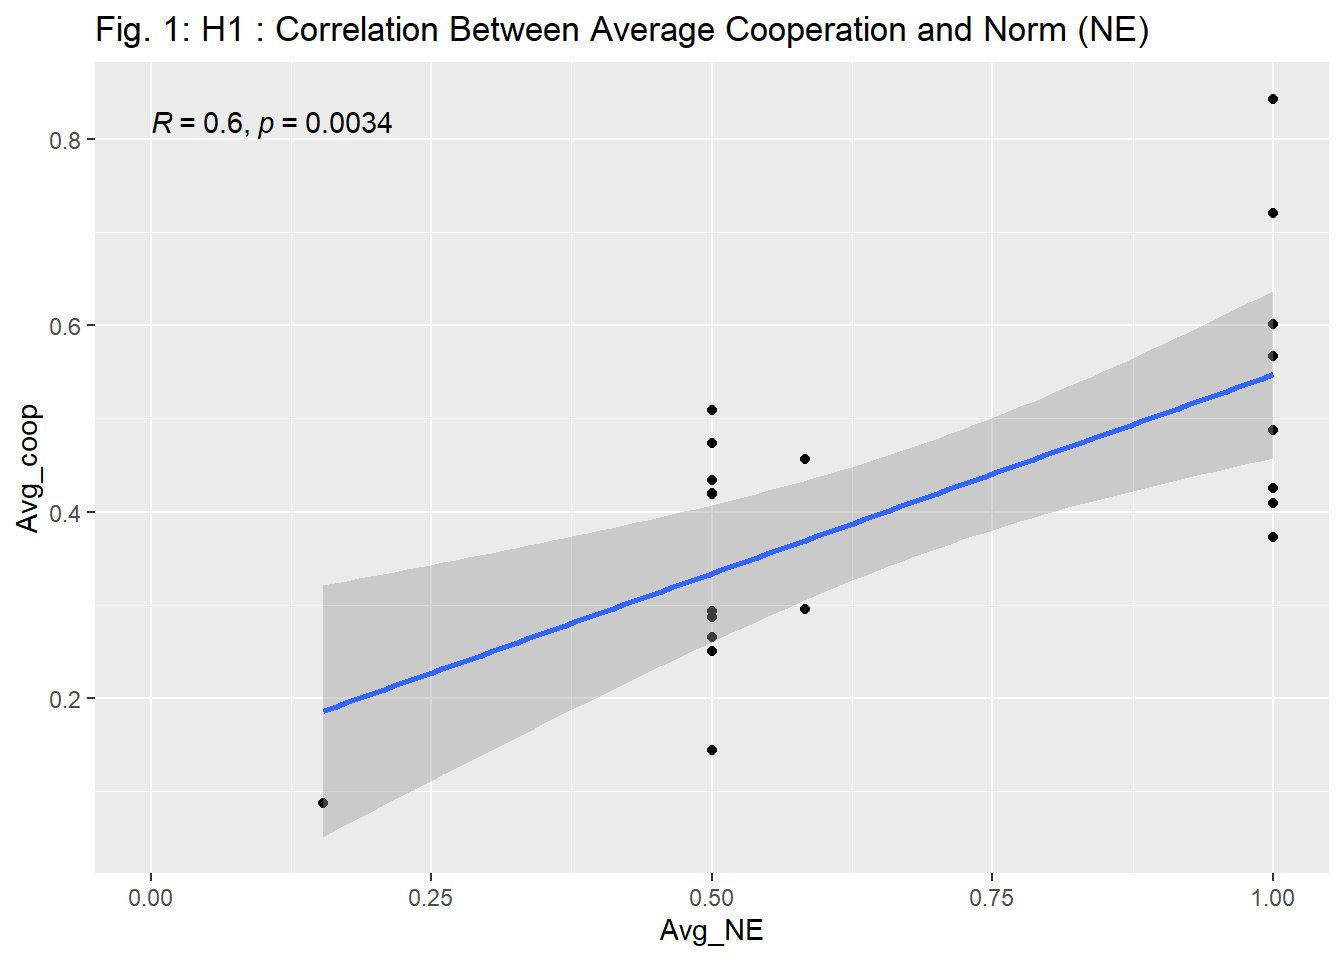 Fig. 1: H1 : Correlation Between Average Cooperation and Norm (NE)
R = 0.6, p = 0.0034
0.8
0.6
0.4
0.2
Avg_coop
0.00 0.25 0.50 0.75 1.00
Avg_NE